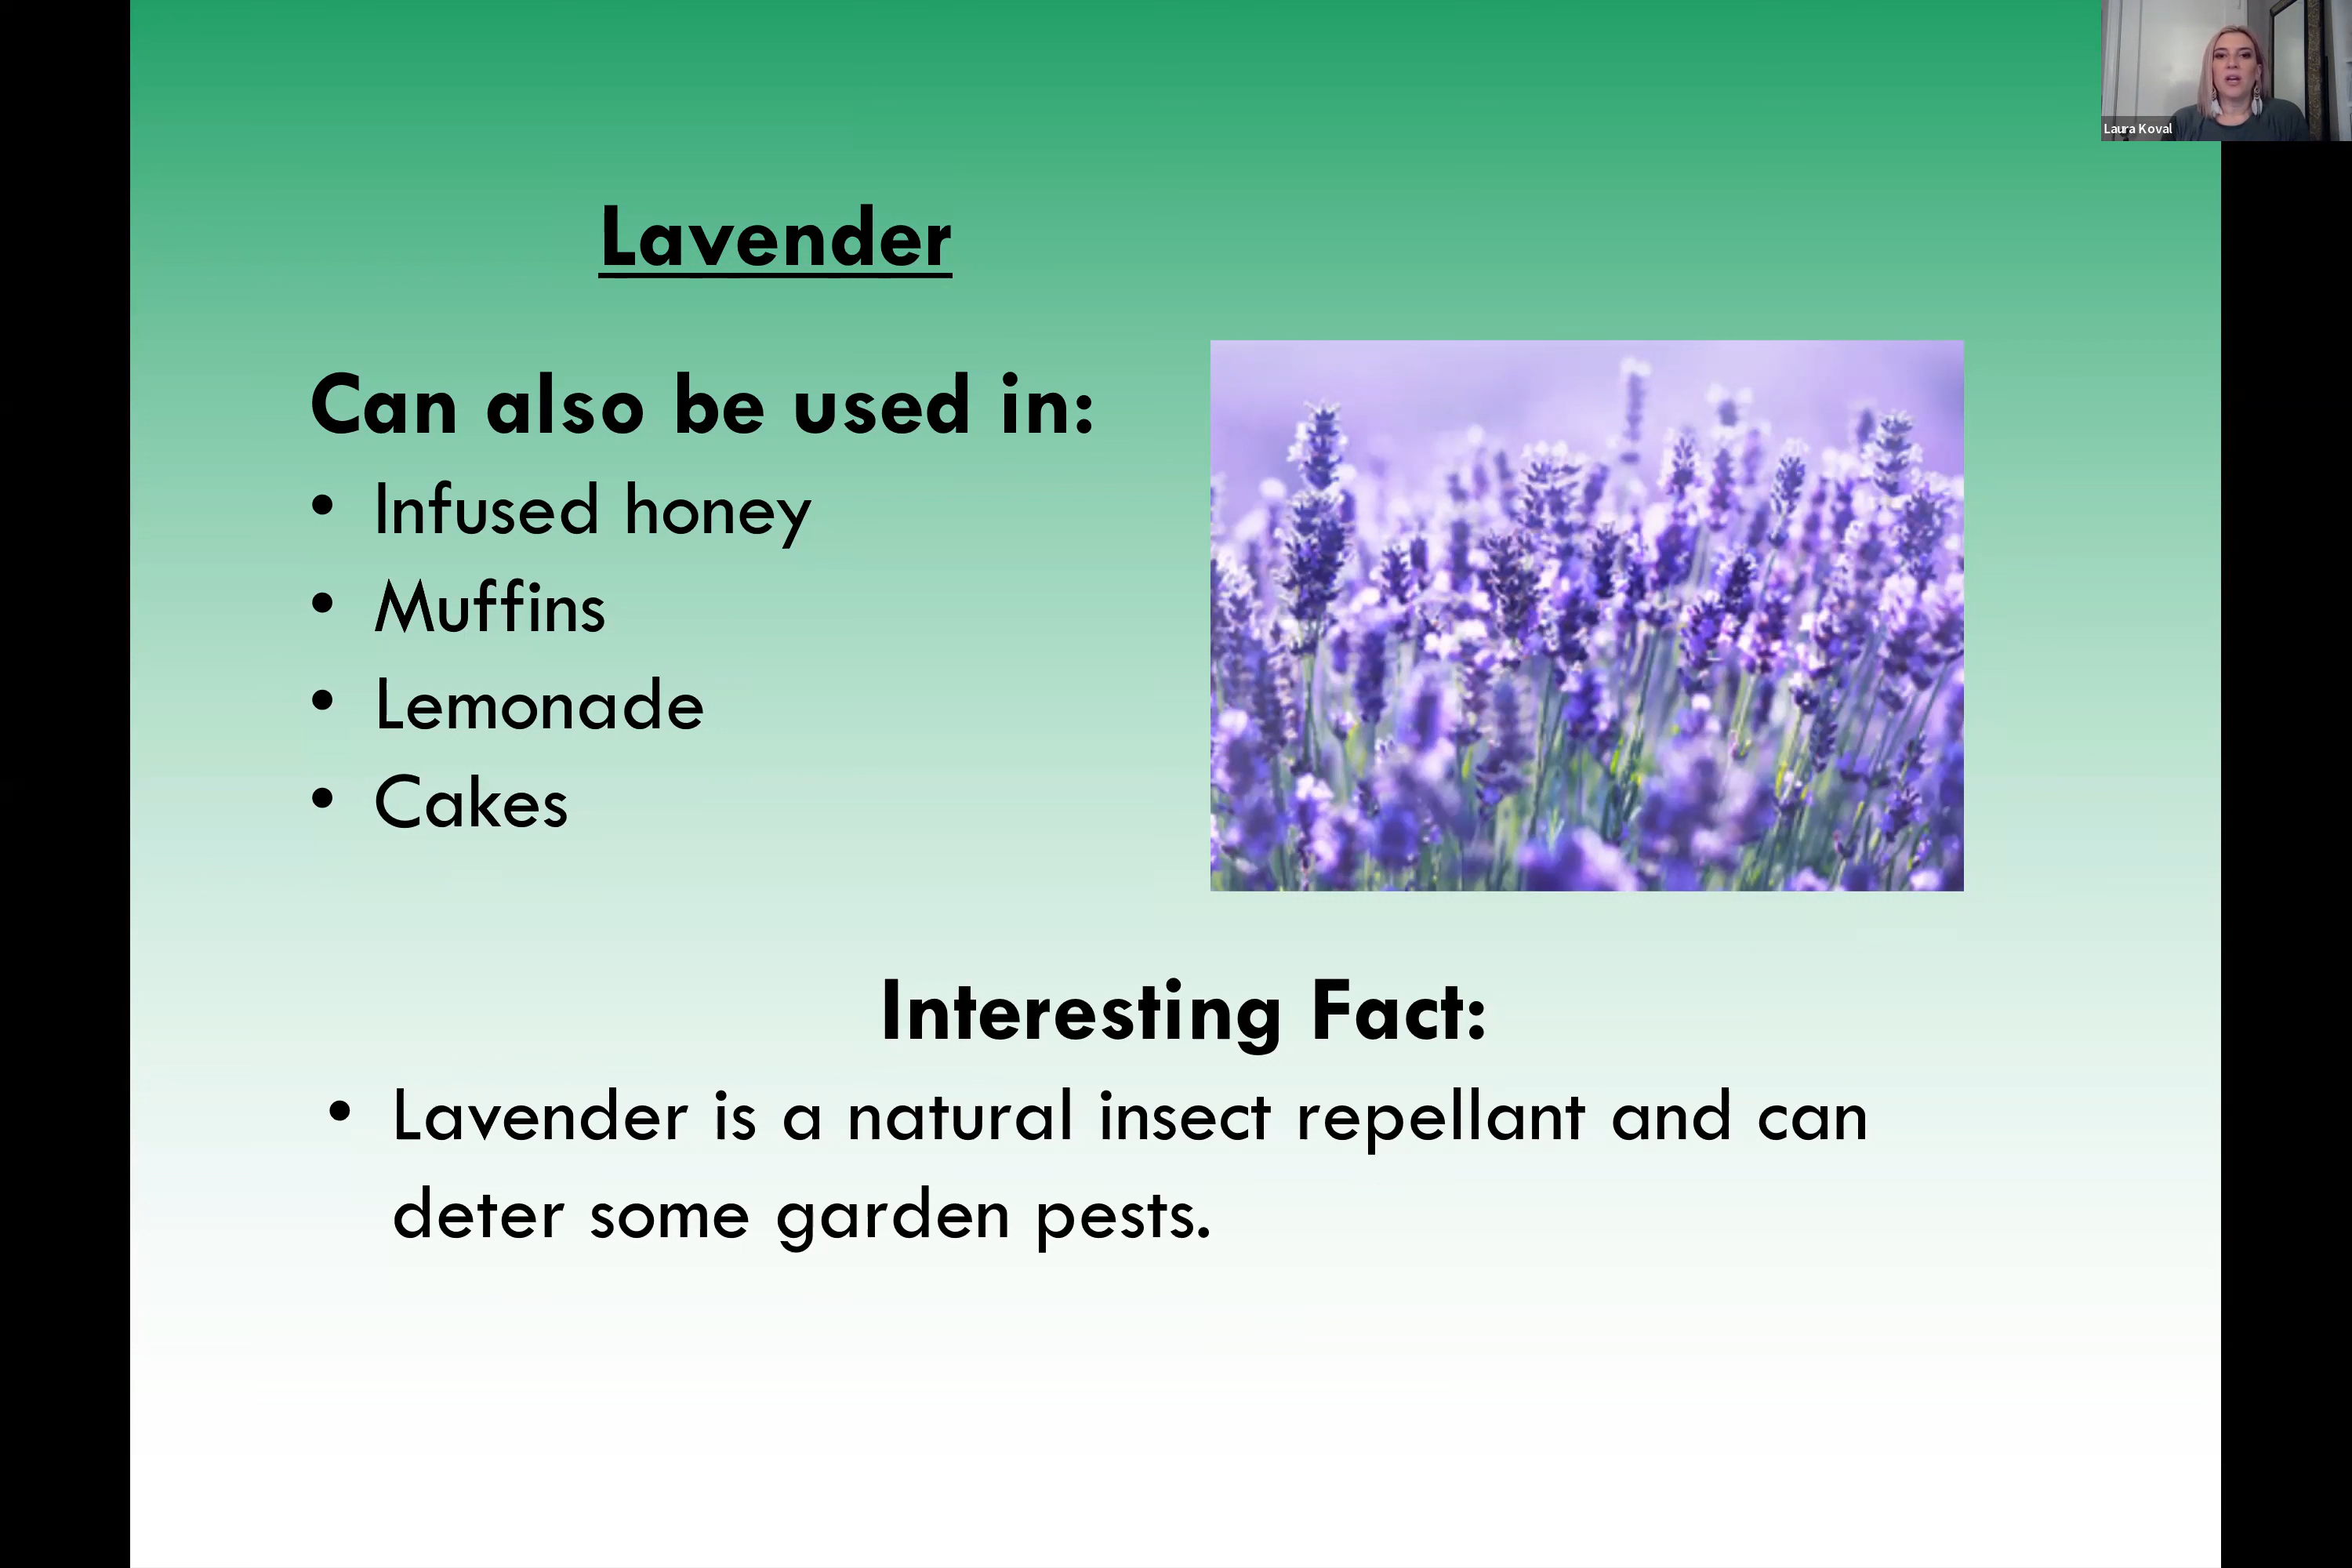 Laura Koval
Lavender
Can also be used in:
• Infused honey
• Muffins
• Lemonade
• Cakes
Interesting Fact:
• Lavender is a natural insect repellant and can
deter some garden pests.